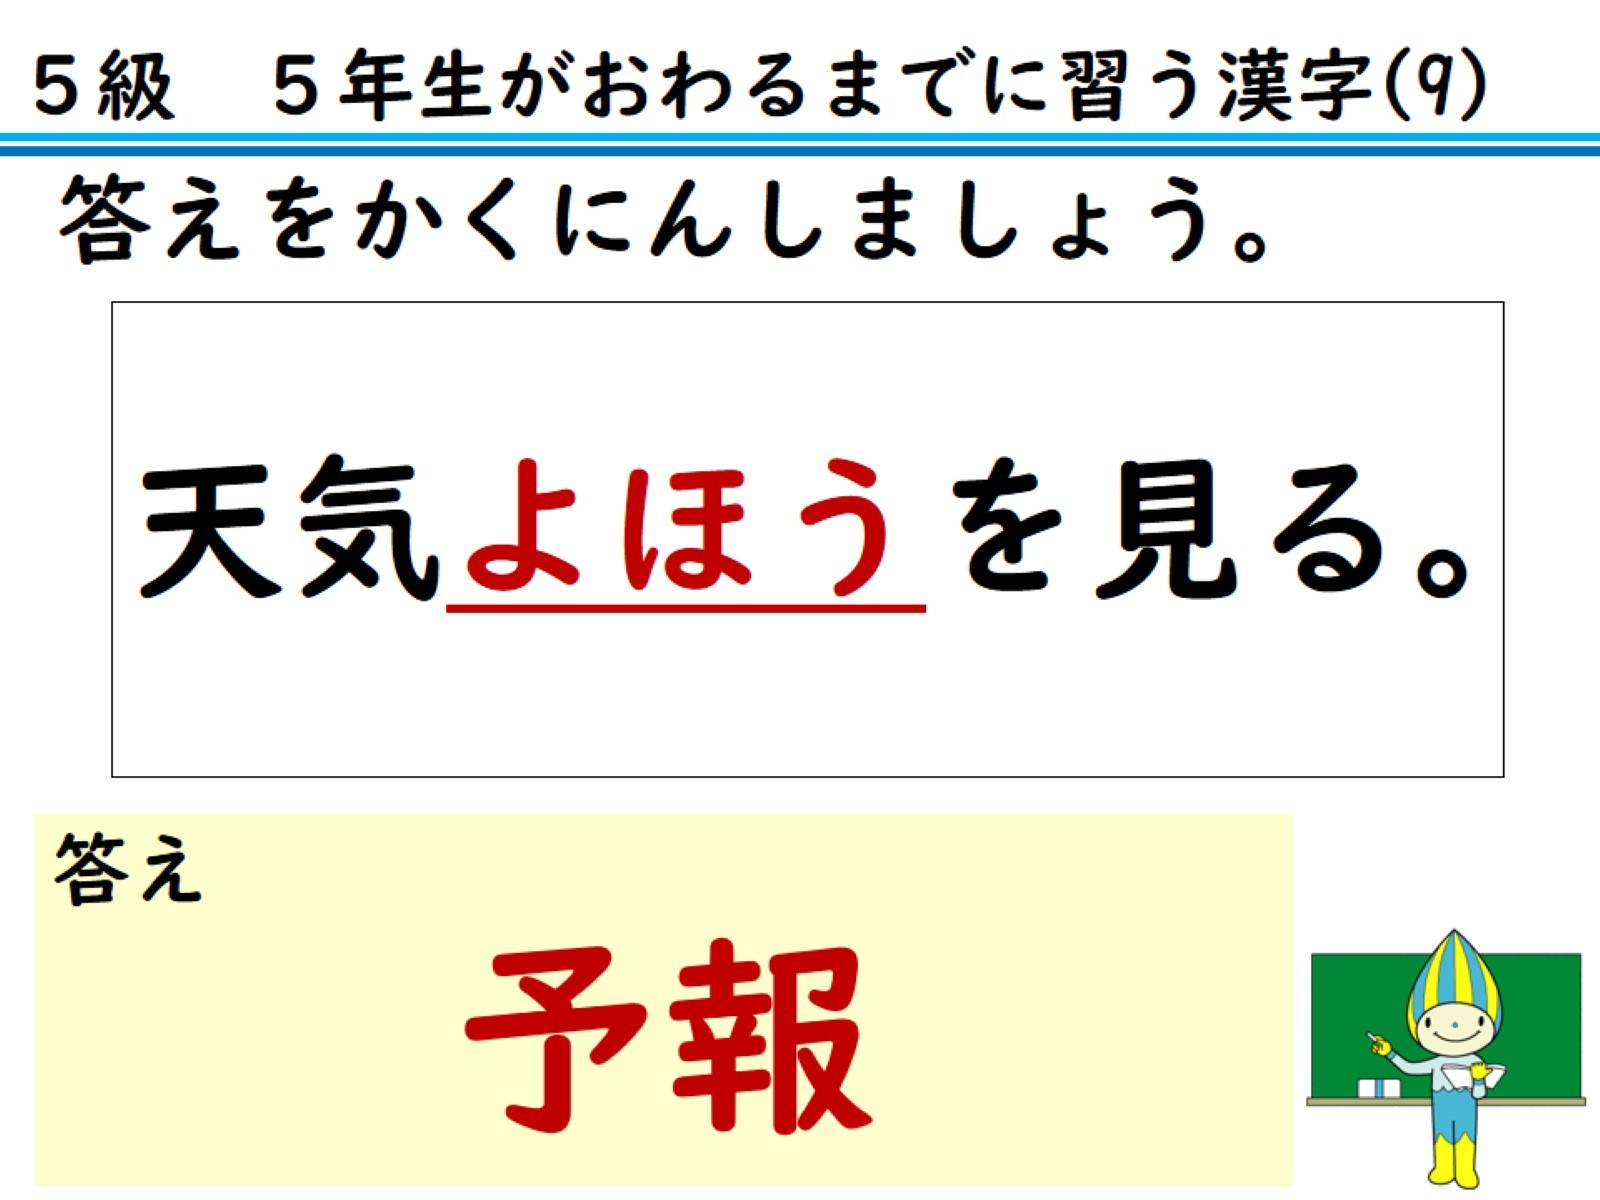 ５級　５年生がおわるまでに習う漢字(9)
答えをかくにんしましょう。
天気よほうを見る。
答え
予報